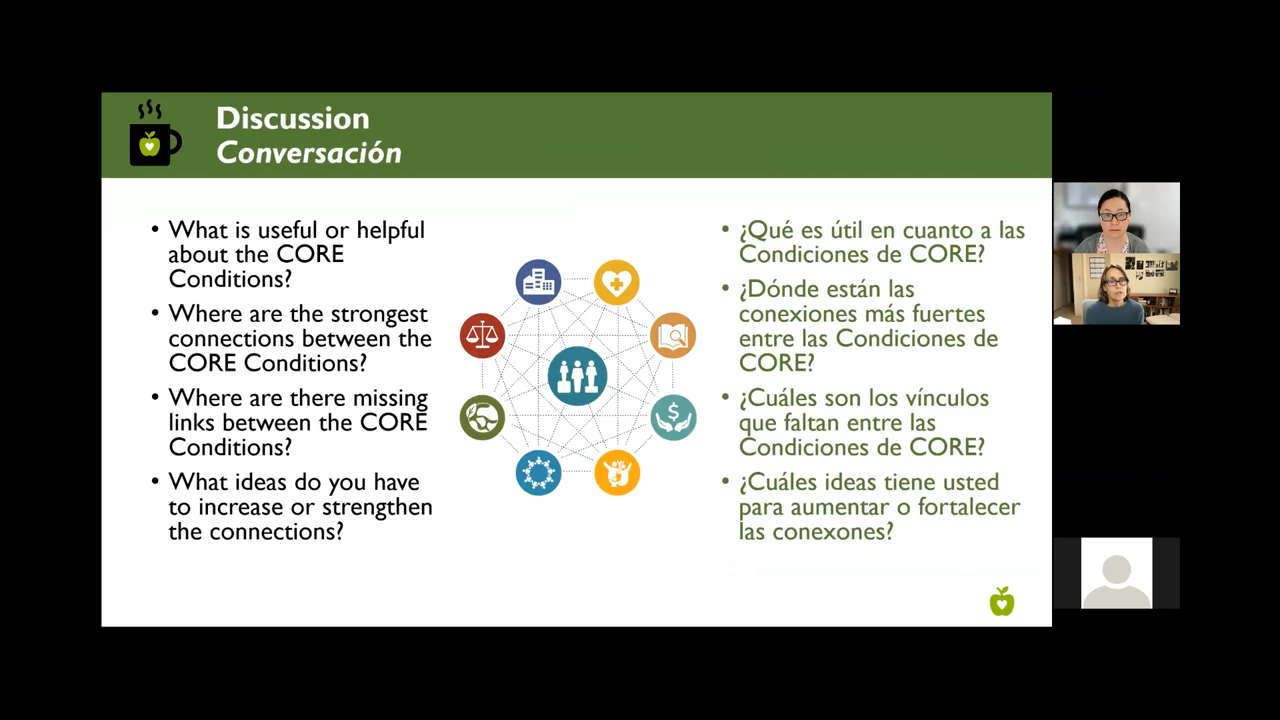 Discussion
Conversación
• What is useful or helpful
about the CORE
Conditions?
• Where are the strongest
connections between the
CORE Conditions?
• Where are there missing
links between the CORE
Conditions?
• What ideas do you have
to increase or strengthen
the connections?
$
• ¿Qué es útil en cuanto a las
Condiciones de CORE?
• ¿Dónde están las
conexiones más fuertes
entre las Condiciones de
CORE?
• ¿Cuáles son los vínculos
que faltan entre las
Condiciones de CORE?
• ¿Cuáles ideas tiene usted
para aumentar o fortalecer
las conexones?